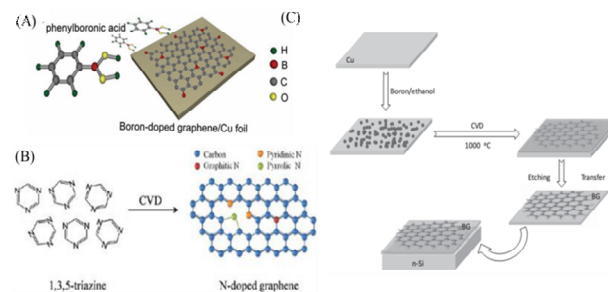 (A)
phenylboronic acid
H
B
C
O
Boron-doped graphene/Cu foil
(B)
Carbon
Pyridinic N
Graphitic N
Pyrrolic N
CVD
1,3,5-triazine
N-doped graphene
(C)
Cu
Boron/ethanol
CVD
1000 ℃
Etching
Transfer
BG
BG
n-Si